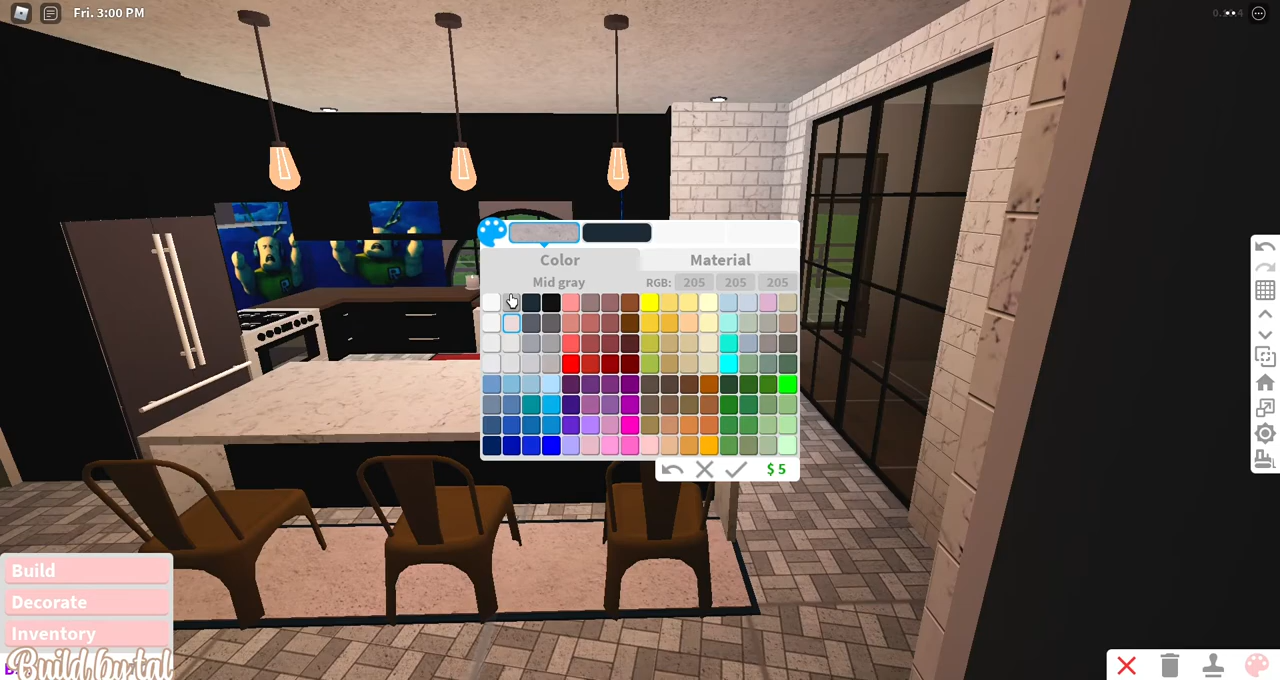 Fri. 3:00 PM
Color
Material
Mid gray
RGB: 205 205 205
$ 5
Build
Decorate
Inventory
Build by tal